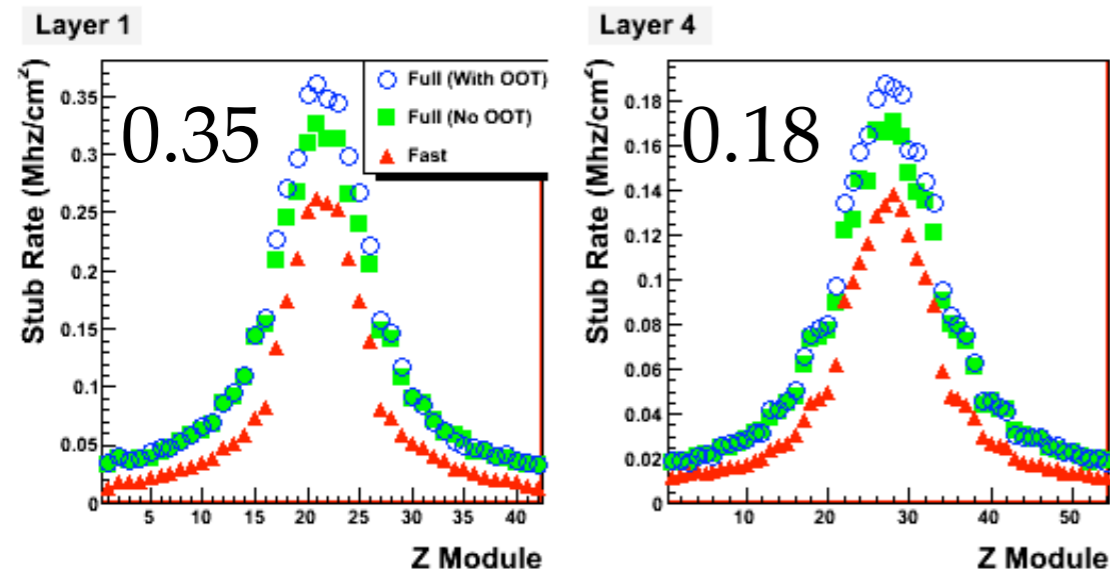 Layer 1
Stub Rate (Mhz/cm²)
0.35
0.3
0.25
0.2
0.15
0.1
0.05
0
0.35
Full (With OOT)
Full (No OOT)
Fast
5 10 15 20 25 30 35 40
Z Module
Layer 4
Stub Rate (Mhz/cm²)
0.18
0.16
0.14
0.12
0.1
0.08
0.06
0.04
0.02
0
0.18
10 20 30 40 50
Z Module